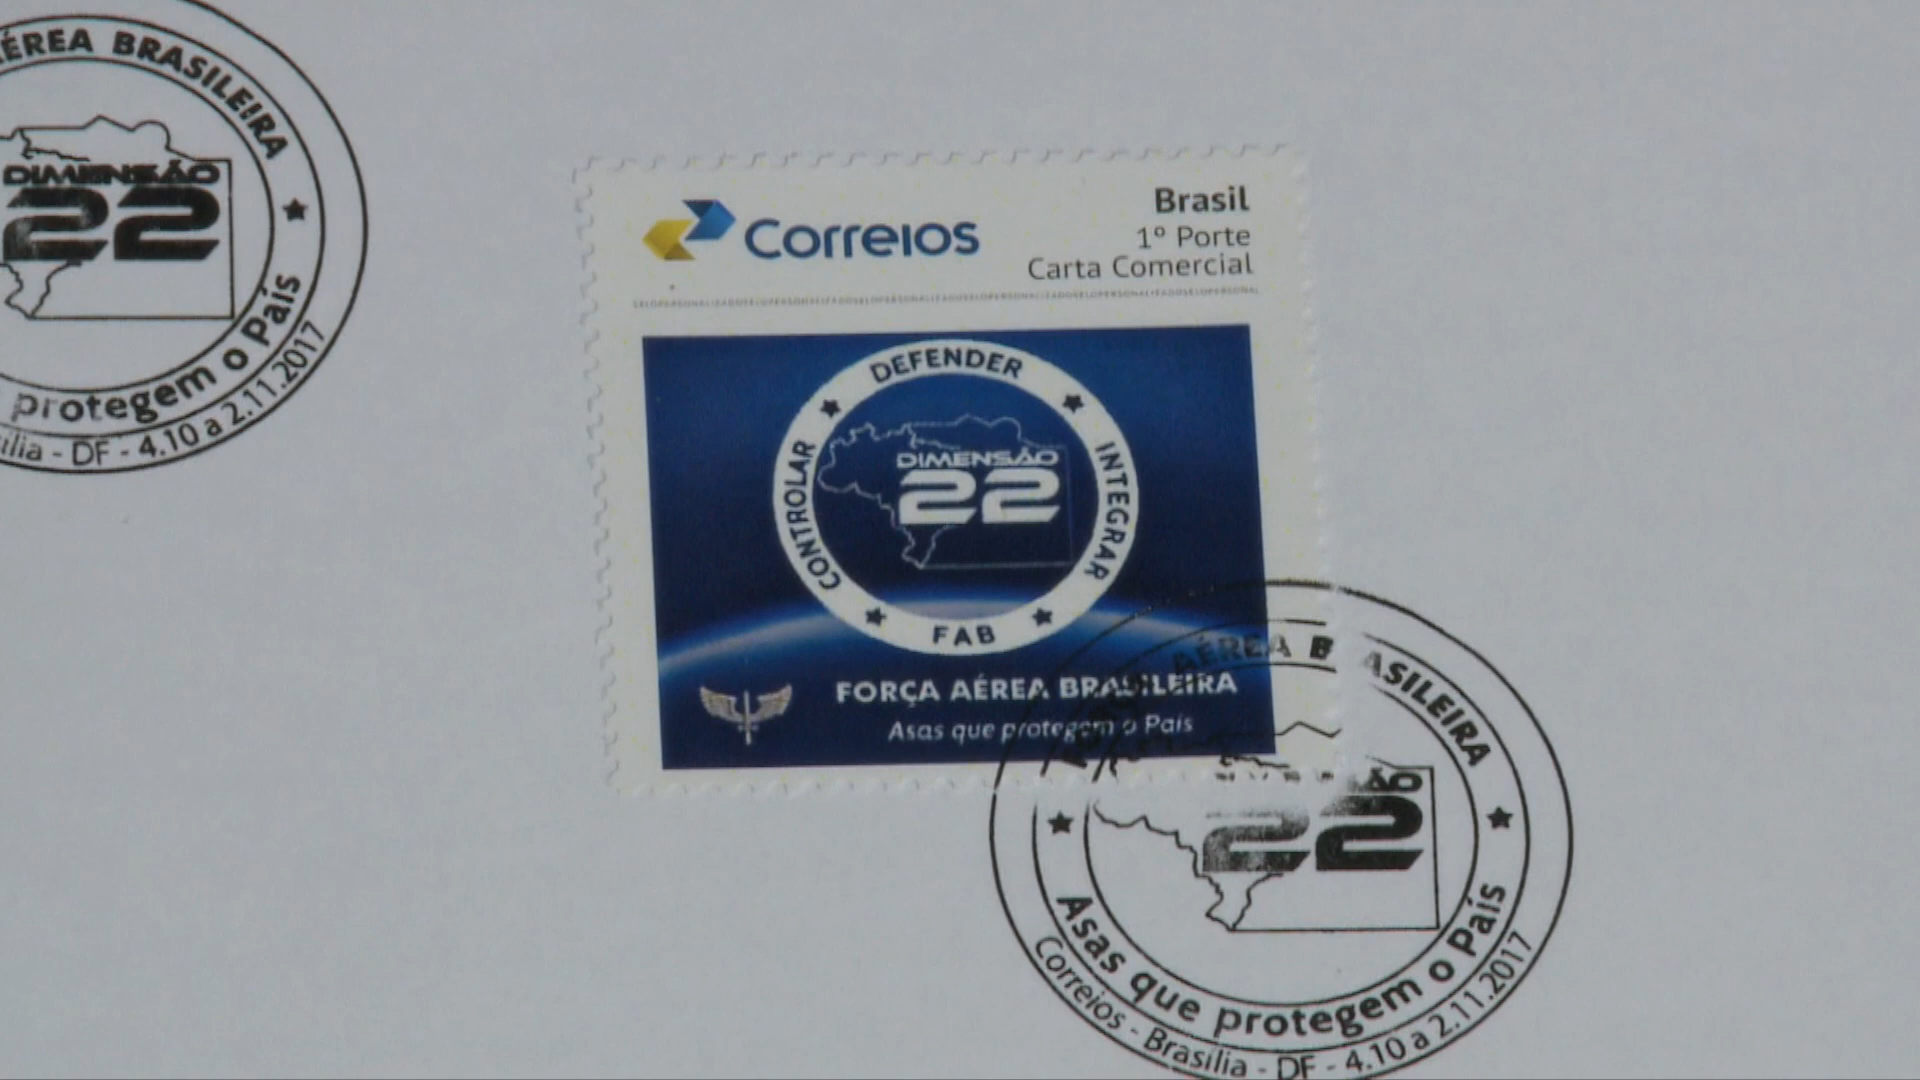 ÉREA BRASILEIRA
DIMENSÃO
22
protegem o País
DF - 4.10 a 2.11.2017
Correios
Brasil
1º Porte
Carta Comercial
DEFENDER
CONTROLAR
INTEGRAR
DIMENSÃO
22
FAB
FORÇA AÉREA BRASILEIRA
Asas que protegem o País
AÉREA BRASILEIRA
22
Asas que protegem o País
Correios - Brasília - DF - 4.10 a 2.11.2017